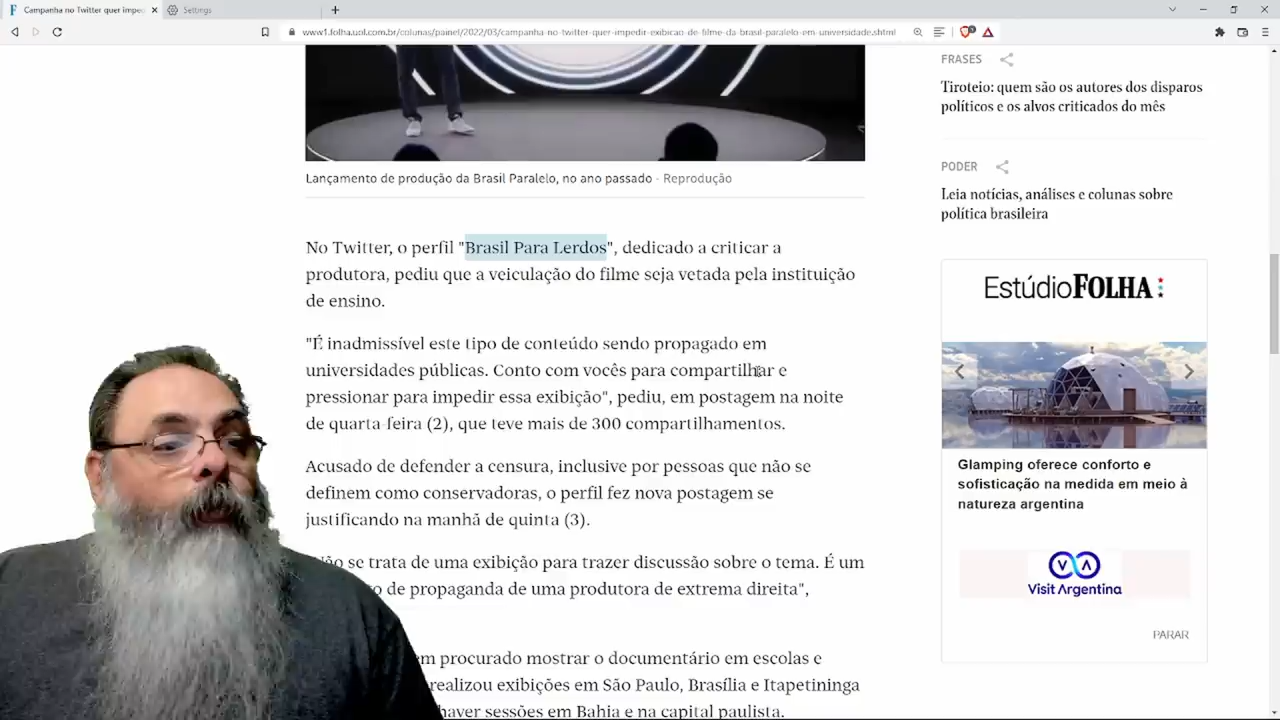 Campanha no Twitter quer impe
Settings
www1.folha.uol.com.br/colunas/painel/2022/03/campanha-no-twitter-quer-impedir-exibicao-de-filme-da-brasil-paralelo-em-universidade.shtml
Lançamento de produção da Brasil Paralelo, no ano passado - Reprodução
No Twitter, o perfil "Brasil Para Lerdos", dedicado a criticar a
produtora, pediu que a veiculação do filme seja vetada pela instituição
de ensino.
"É inadmissível este tipo de conteúdo sendo propagado em
universidades públicas. Conto com vocês para compartilhar e
pressionar para impedir essa exibição", pediu, em postagem na noite
de quarta-feira (2), que teve mais de 300 compartilhamentos.
Acusado de defender a censura, inclusive por pessoas que não se
definem como conservadoras, o perfil fez nova postagem se
justificando na manhã de quinta (3).
se trata de uma exibição para trazer discussão sobre o tema. É um
de propaganda de uma produtora de extrema direita",
procurado mostrar o documentário em escolas e
realizou exibições em São Paulo, Brasília e Itapetininga
haver sessões em Bahia e na capital paulista.
FRASES
Tiroteio: quem são os autores dos disparos
políticos e os alvos criticados do mês
PODER
Leia notícias, análises e colunas sobre
política brasileira
Estúdio FOLHA
Glamping oferece conforto e
sofisticação na medida em meio à
natureza argentina
VA
Visit Argentina
PARAR